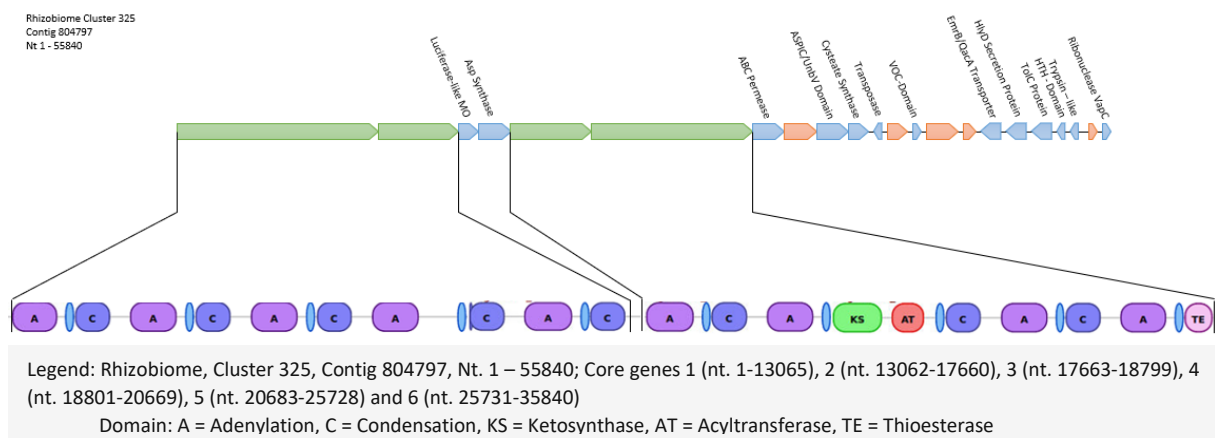 Rhizobiome Cluster 325
Contig 804797
Nt 1 - 55840
Luciferase-like MO
Asp Synthase
ABC Permease
ASPIC/UnbV Domain
Cysteate Synthase
Transposase
VOC-Domain
EmrB/QacA Transporter
HlyD Secretion Protein
TolC Protein
HTH - Domain
Trypsin – like
Ribonuclease VapC
A C A C A C A C A C A C A KS AT C A C A TE
Legend: Rhizobiome, Cluster 325, Contig 804797, Nt. 1 – 55840; Core genes 1 (nt. 1-13065), 2 (nt. 13062-17660), 3 (nt. 17663-18799), 4
(nt. 18801-20669), 5 (nt. 20683-25728) and 6 (nt. 25731-35840)
Domain: A = Adenylation, C = Condensation, KS = Ketosynthase, AT = Acyltransferase, TE = Thioesterase